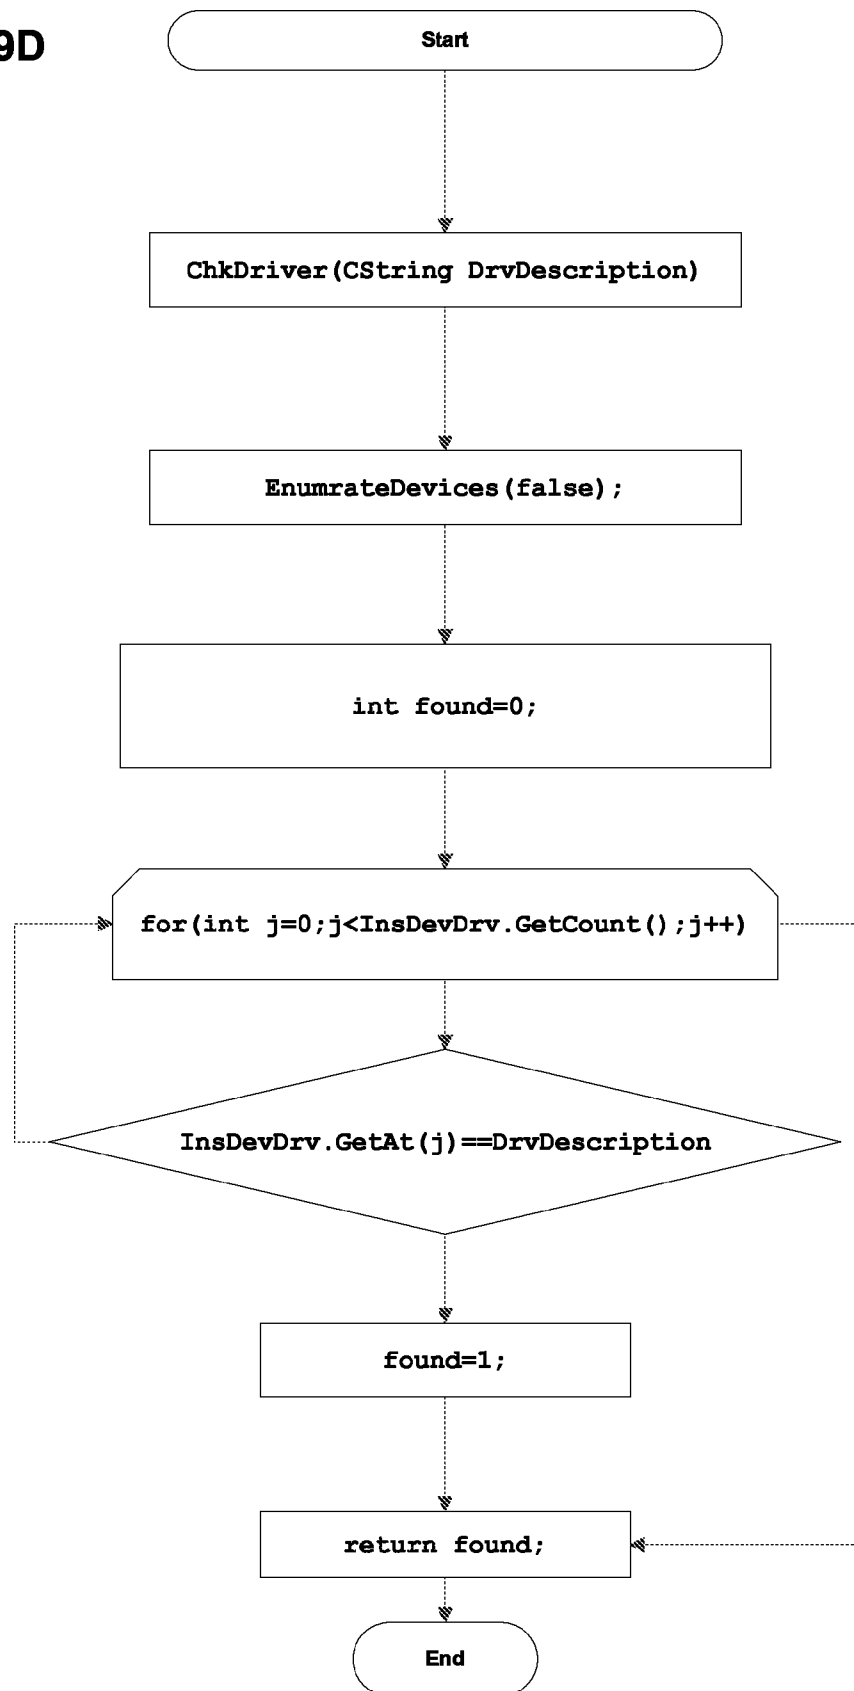 9D
Start
ChkDriver(CString DrvDescription)
EnumrateDevices(false);
int found=0;
for(int j=0;j<InsDevDrv.GetCount();j++)
InsDevDrv.GetAt(j)==DrvDescription
found=1;
return found;
End